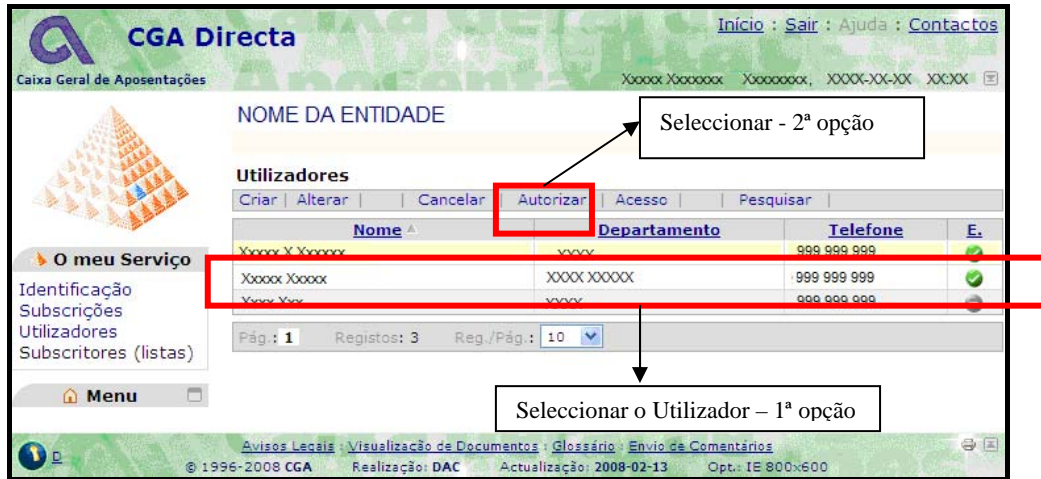 CGA Directa
Início : Sair : Ajuda : Contactos
Caixa Geral de Aposentações
Xxxxx Xxxxxxx Xxxxxxxx, XXXX-XX-XX XX:XX
NOME DA ENTIDADE
Seleccionar - 2ª opção
Utilizadores
Criar | Alterar | | Cancelar | Autorizar | Acesso | | Pesquisar |
Nome Departamento Telefone E.
Xxxxx X Xxxxxx XXXX 999 999 999
Xxxxx Xxxxx XXXX XXXXX 999 999 999
Xxxx Xxx XXXX 999 999 999
Pág.: 1 Registos: 3 Reg./Pág.: 10
O meu Serviço
Identificação
Subscrições
Utilizadores
Subscritores (listas)
Menu
Seleccionar o Utilizador – 1ª opção
D
Avisos Legais : Visualização de Documentos : Glossário : Envio de Comentários
© 1996-2008 CGA Realização: DAC Actualização: 2008-02-13 Opt.: IE 800x600